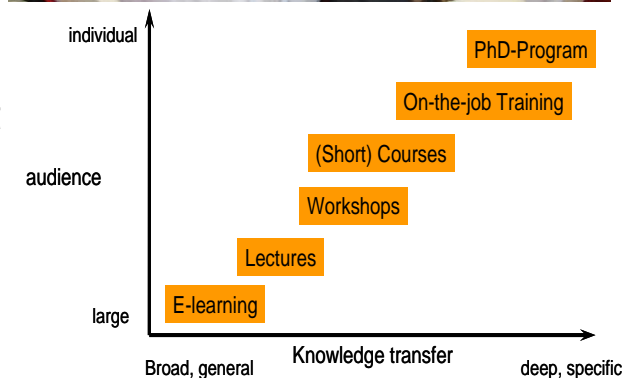 individual
PhD-Program
On-the-job Training
(Short) Courses
audience
Workshops
Lectures
E-learning
large
Knowledge transfer
Broad, general
deep, specific